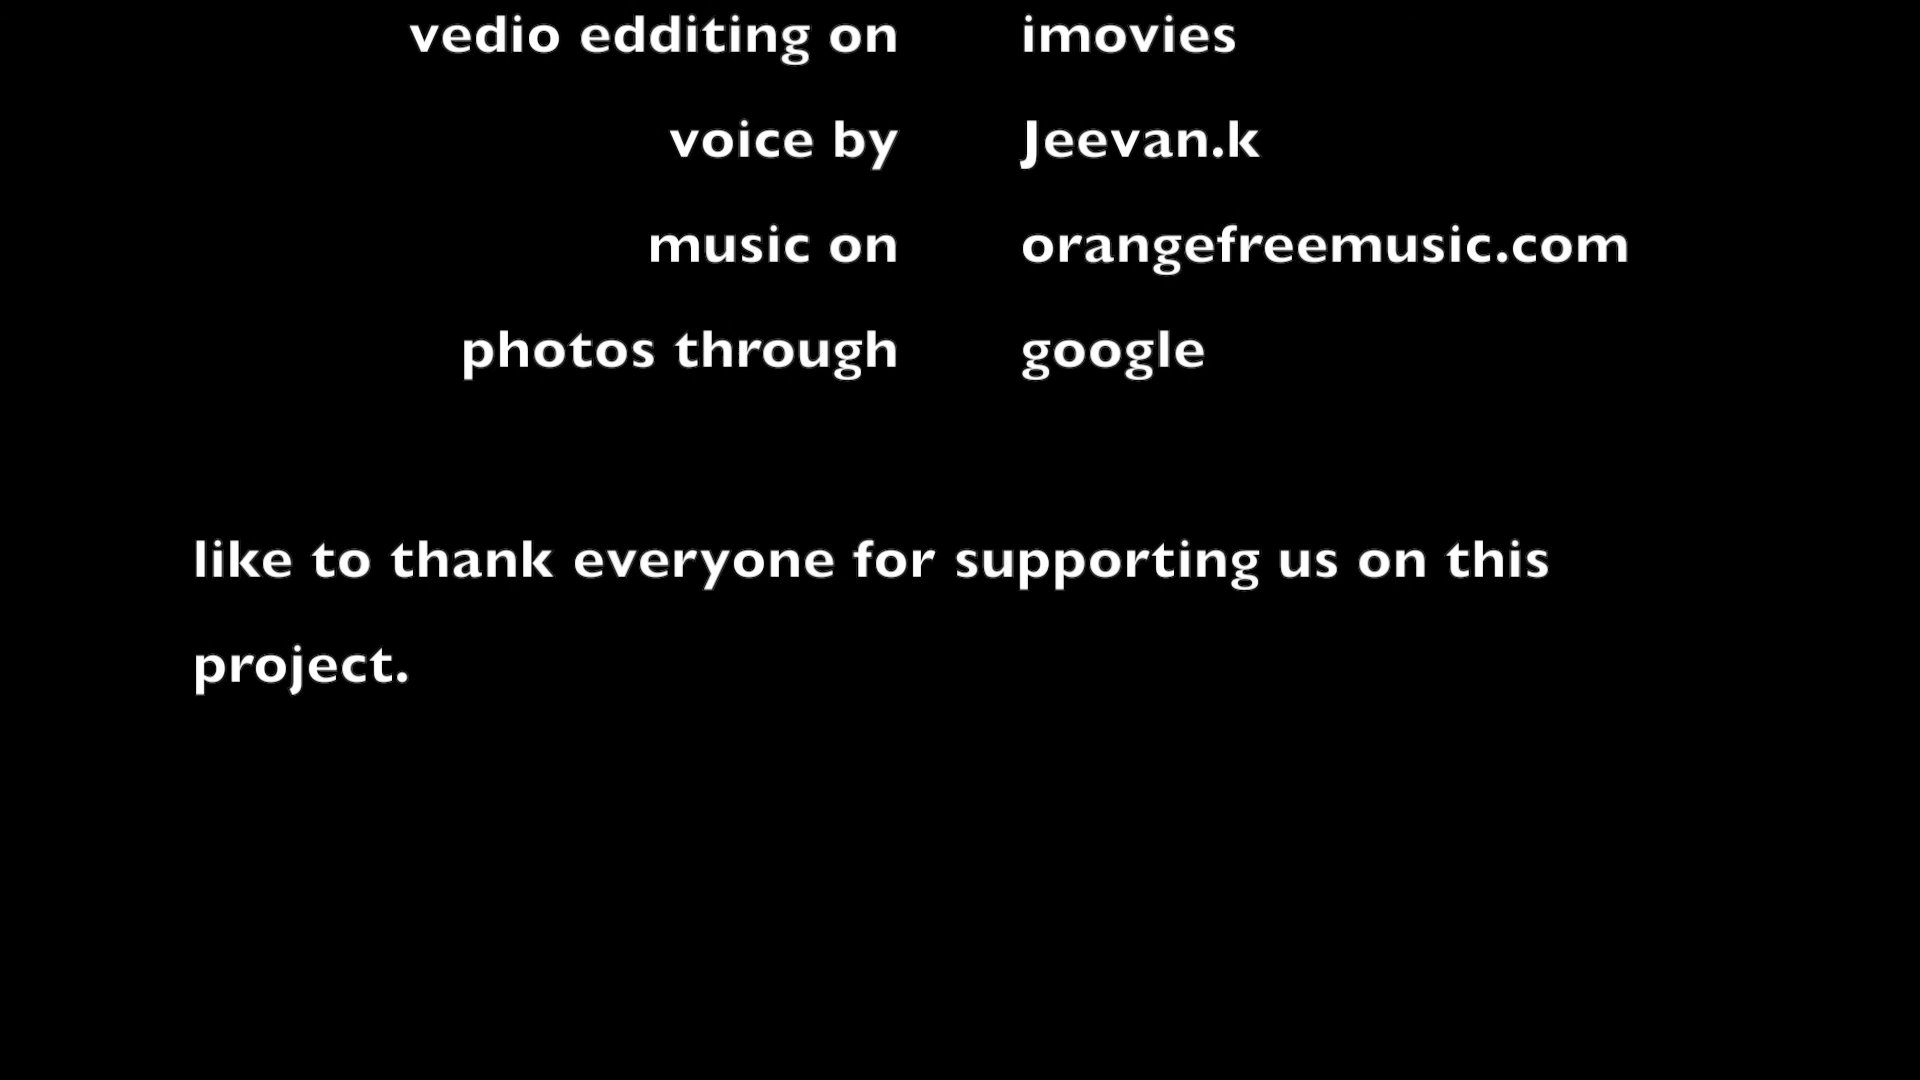 vedio edditing on imovies
voice by Jeevan.k
music on orangefreemusic.com
photos through google
like to thank everyone for supporting us on this
project.